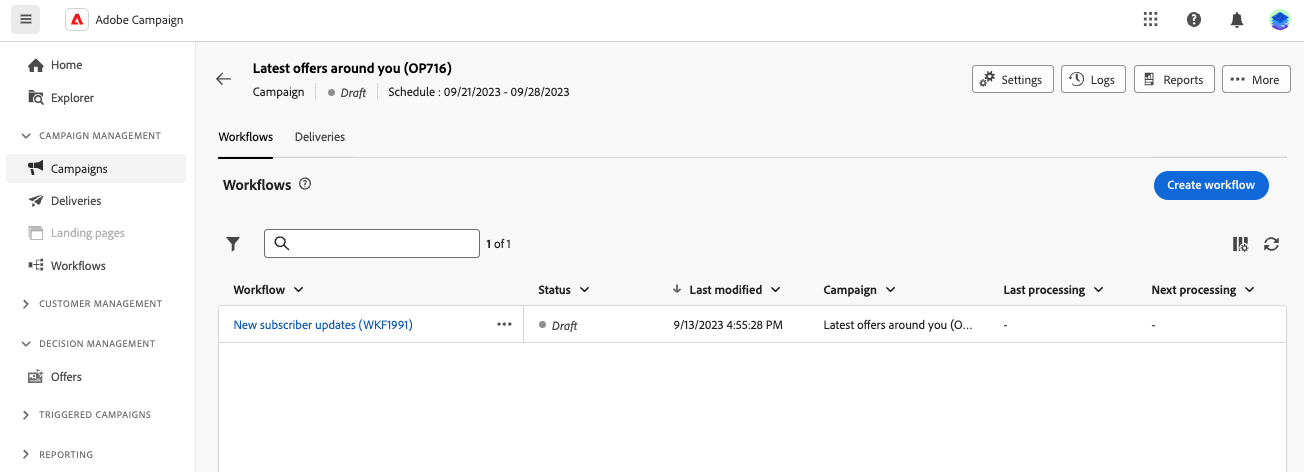 Adobe Campaign
Home
Explorer
CAMPAIGN MANAGEMENT
Campaigns
Deliveries
Landing pages
Workflows
CUSTOMER MANAGEMENT
DECISION MANAGEMENT
Offers
TRIGGERED CAMPAIGNS
REPORTING
Latest offers around you (OP716)
Campaign Draft Schedule : 09/21/2023 - 09/28/2023
Settings Logs Reports More
Workflows Deliveries
Workflows
Create workflow
1 of 1
Workflow Status Last modified Campaign Last processing Next processing
New subscriber updates (WKF1991) ••• Draft 9/13/2023 4:55:28 PM Latest offers around you (O... - -